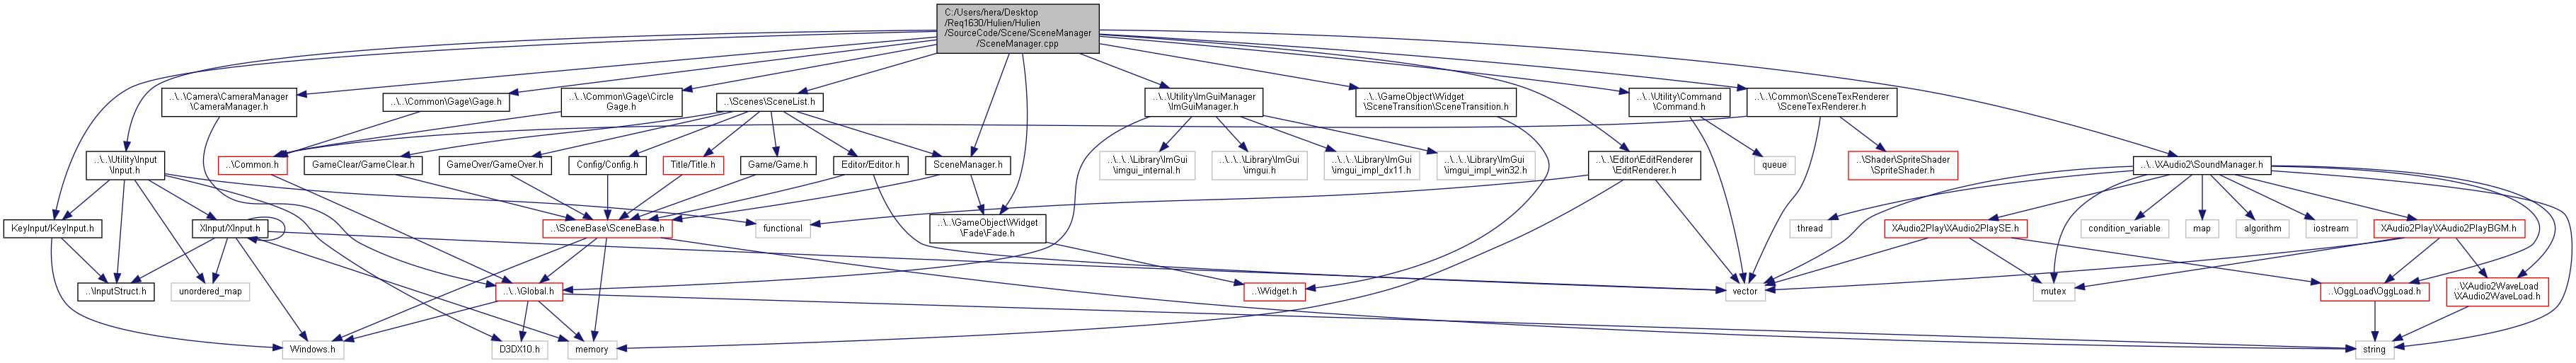 C:/Users/hera/Desktop
/Req1630/Hulien/Hulien
/SourceCode/Scene/SceneManager
/SceneManager.cpp
..\..\Camera\CameraManager
\CameraManager.h
..\..\Common\Gage\Gage.h
..\..\Common\Gage\Circle
Gage.h
..\Scenes\SceneList.h
..\..\Utility\ImGuiManager
\ImGuiManager.h
..\..\GameObject\Widget
\SceneTransition\SceneTransition.h
..\..\Utility\Command
\Command.h
..\..\Common\SceneTexRenderer
\SceneTexRenderer.h
..\..\Utility\Input
\Input.h
..\Common.h
GameClear/GameClear.h
GameOver/GameOver.h
Config/Config.h
Title/Title.h
Game/Game.h
Editor/Editor.h
SceneManager.h
..\..\..\Library\ImGui
\imgui_internal.h
..\..\..\Library\ImGui
\imgui.h
..\..\..\Library\ImGui
\imgui_impl_dx11.h
..\..\..\Library\ImGui
\imgui_impl_win32.h
..\..\Editor\EditRenderer
\EditRenderer.h
queue
..\Shader\SpriteShader
\SpriteShader.h
..\..\XAudio2\SoundManager.h
KeyInput/KeyInput.h
XInput/XInput.h
..\SceneBase\SceneBase.h
functional
..\..\GameObject\Widget
\Fade\Fade.h
thread
XAudio2Play\XAudio2PlaySE.h
condition_variable
map
algorithm
iostream
XAudio2Play\XAudio2PlayBGM.h
..\InputStruct.h
unordered_map
..\..\Global.h
..\Widget.h
vector
mutex
..\OggLoad\OggLoad.h
..\XAudio2WaveLoad
\XAudio2WaveLoad.h
Windows.h
D3DX10.h
memory
string